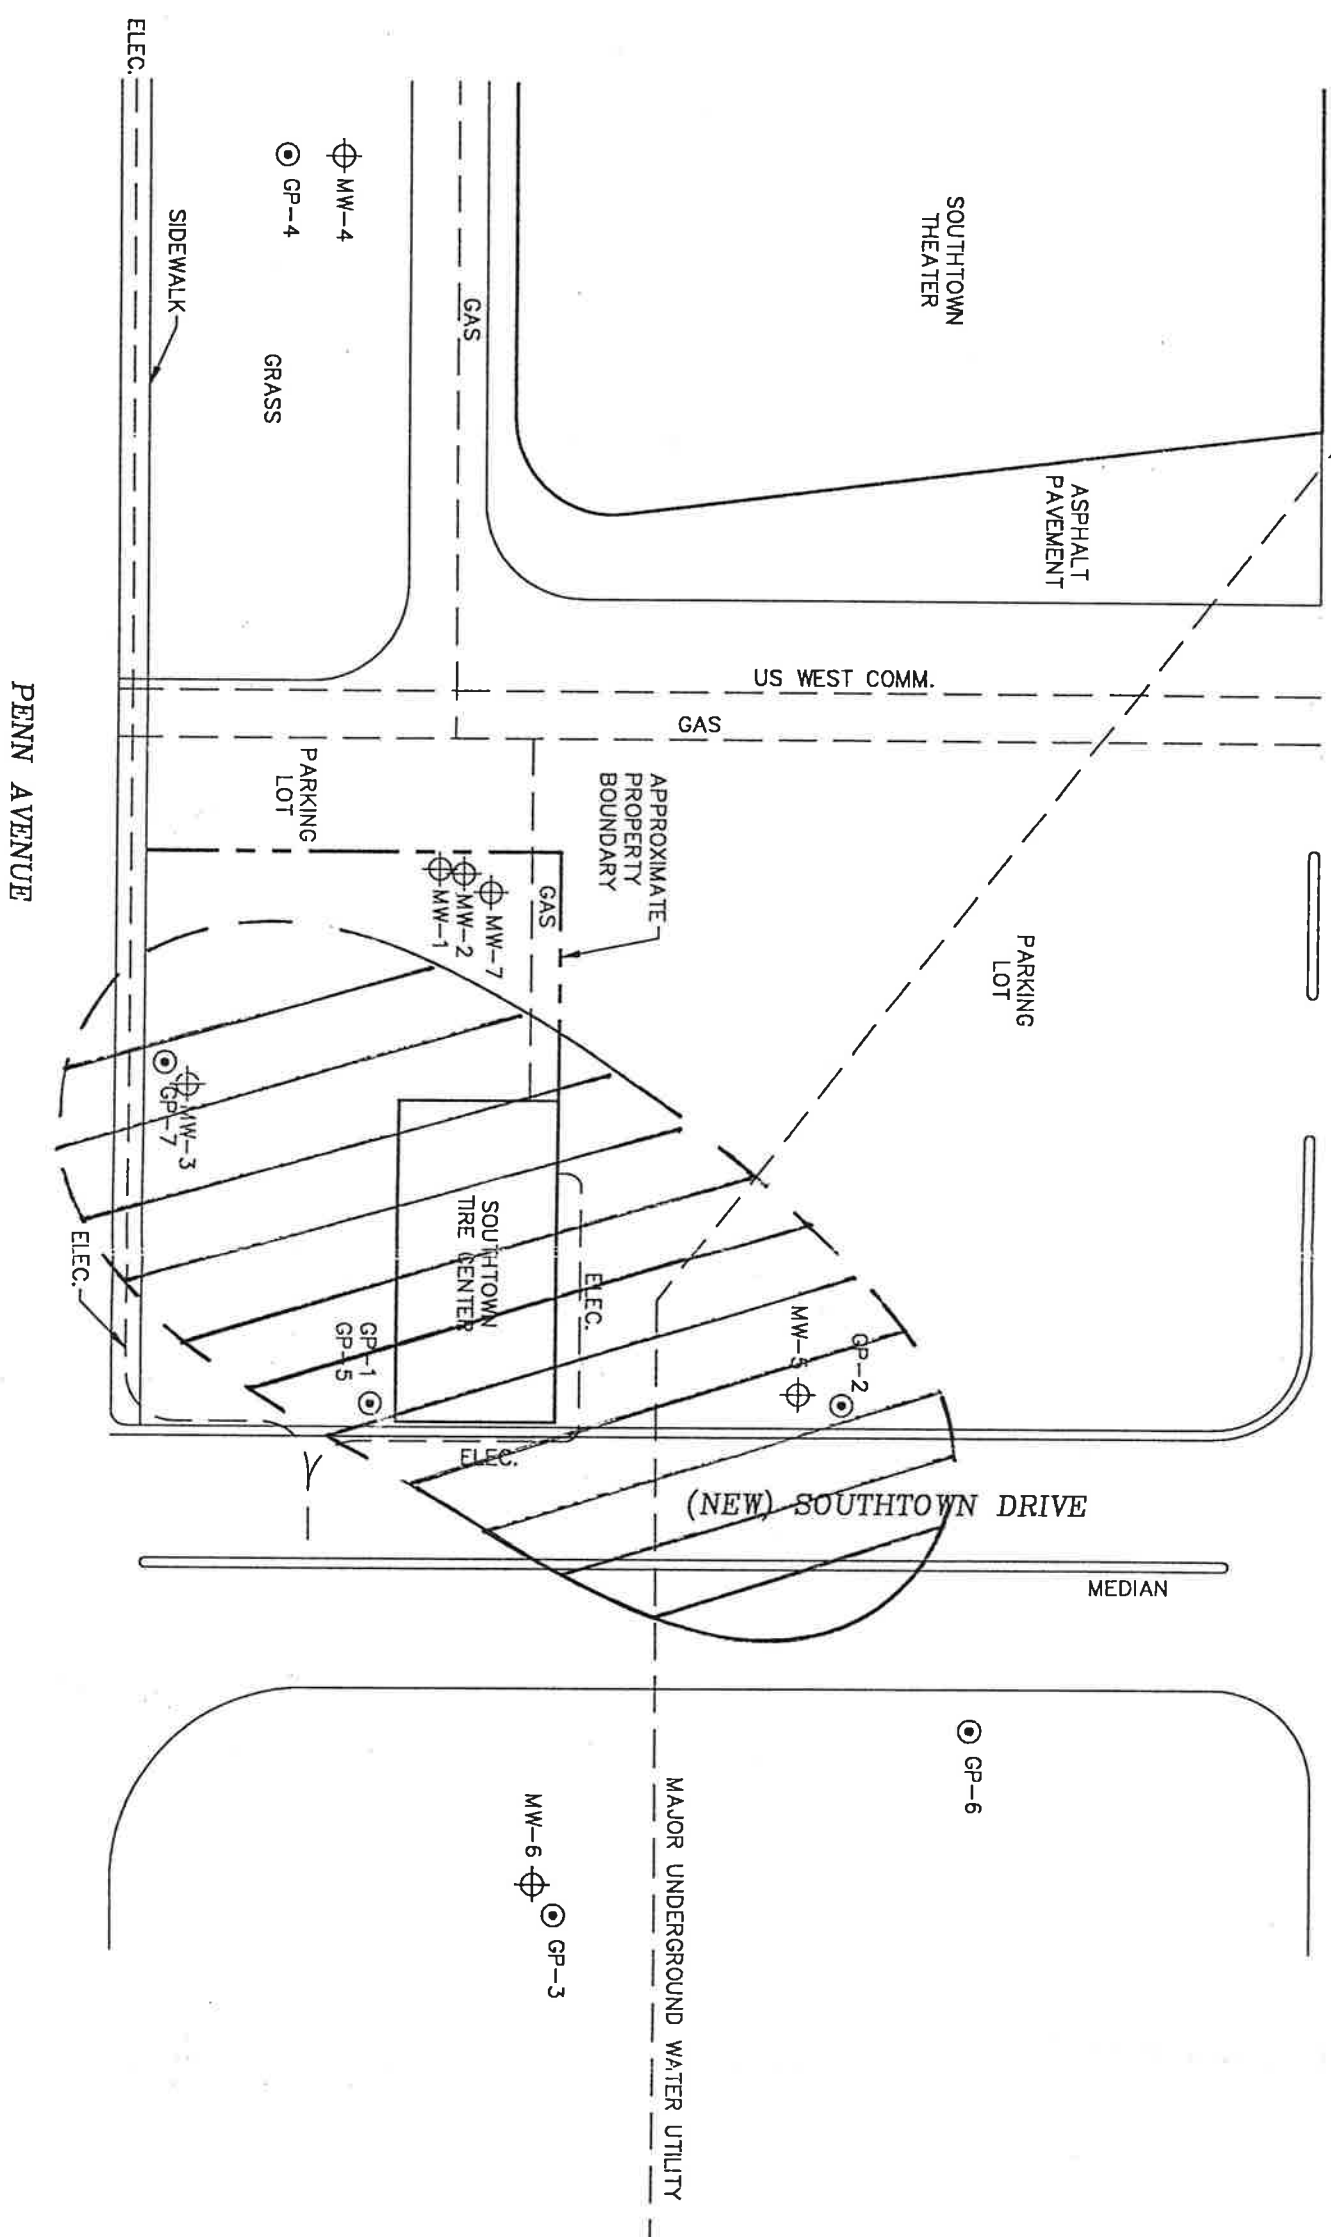 ELEC.
MW-4
GP-4
SIDEWALK
GRASS
GAS
SOUTHTOWN
THEATER
ASPHALT
PAVEMENT
US WEST COMM.
GAS
PENN AVENUE
PARKING
LOT
APPROXIMATE
PROPERTY
BOUNDARY
GAS
MW-7
MW-2
MW-1
PARKING
LOT
MW-3
GP-7
SOUTHTOWN
TIRE CENTER
ELEC.
ELEC.
GP-1
GP-5
MW-5
GP-2
ELEC.
(NEW) SOUTHTOWN DRIVE
MEDIAN
GP-6
MW-6
GP-3
MAJOR UNDERGROUND WATER UTILITY